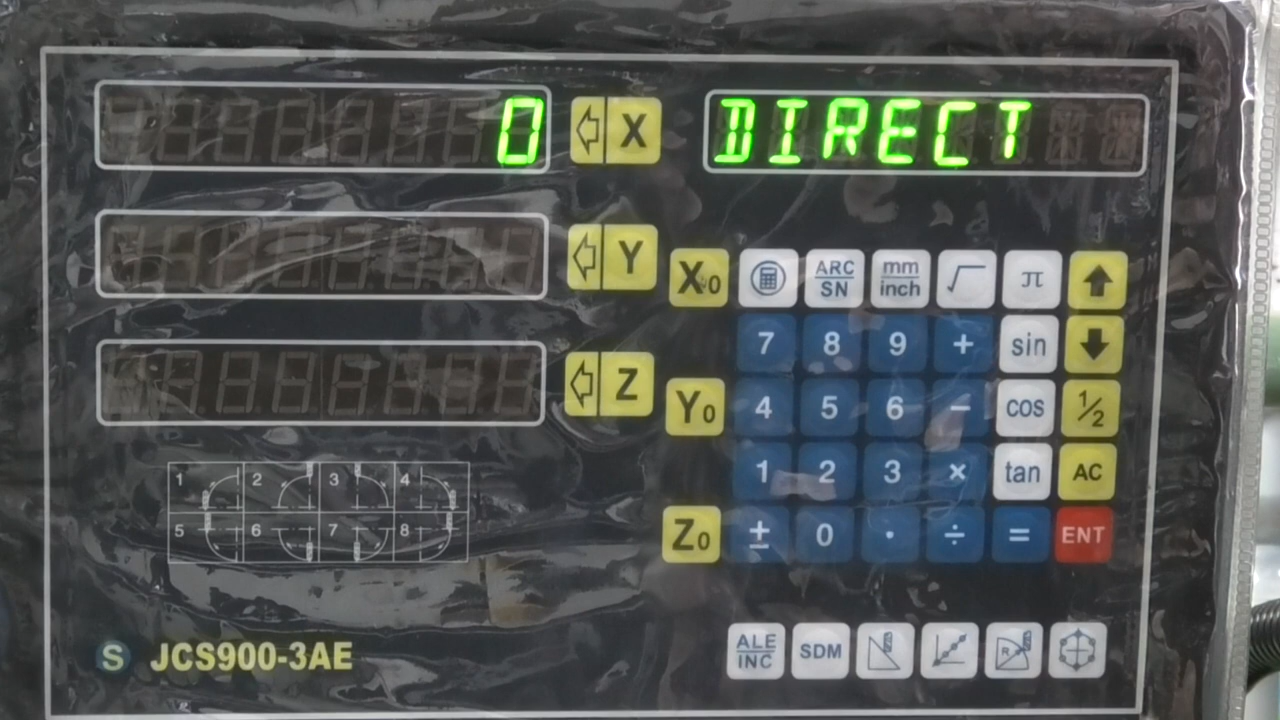 0 X DIRECT
Y
X0 ARC/SN mm/inch √ π
7 8 9 + sin
Z
Y0 4 5 6 − cos 1/2
1 2 3 × tan AC
1 2 3 4
5 6 7 8
Z0 ± 0 · ÷ = ENT
ALE/INC SDM R
S JCS900-3AE